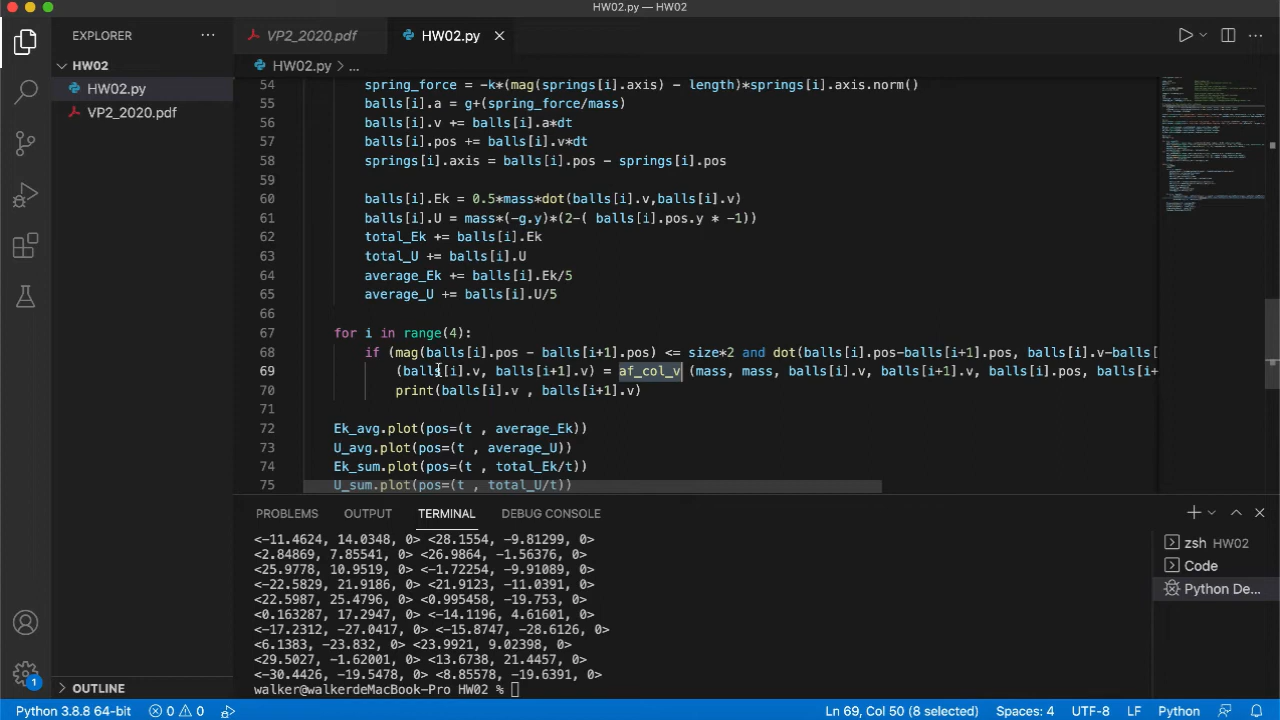 HW02.py — HW02
EXPLORER
VP2_2020.pdf
HW02.py
HW02
HW02.py > ...
HW02.py
VP2_2020.pdf
54 spring_force = -k*(mag(springs[i].axis) - length)*springs[i].axis.norm()
55 balls[i].a = g+(spring_force/mass)
56 balls[i].v += balls[i].a*dt
57 balls[i].pos += balls[i].v*dt
58 springs[i].axis = balls[i].pos - springs[i].pos
59
60 balls[i].Ek = 0.5*mass*dot(balls[i].v,balls[i].v)
61 balls[i].U = mass*(-g.y)*(2-( balls[i].pos.y * -1))
62 total_Ek += balls[i].Ek
63 total_U += balls[i].U
64 average_Ek += balls[i].Ek/5
65 average_U += balls[i].U/5
66
67 for i in range(4):
68 if (mag(balls[i].pos - balls[i+1].pos) <= size*2 and dot(balls[i].pos-balls[i+1].pos, balls[i].v-balls[
69 (balls[i].v, balls[i+1].v) = af_col_v (mass, mass, balls[i].v, balls[i+1].v, balls[i].pos, balls[i+
70 print(balls[i].v , balls[i+1].v)
71
72 Ek_avg.plot(pos=(t , average_Ek))
73 U_avg.plot(pos=(t , average_U))
74 Ek_sum.plot(pos=(t , total_Ek/t))
75 U_sum.plot(pos=(t , total_U/t))
PROBLEMS OUTPUT TERMINAL DEBUG CONSOLE
<-11.4624, 14.0348, 0> <28.1554, -9.81299, 0>
<2.84869, 7.85541, 0> <26.9864, -1.56376, 0>
<25.9778, 10.9519, 0> <-1.72254, -9.91089, 0>
<-22.5829, 21.9186, 0> <21.9123, -11.0391, 0>
<22.5987, 25.4796, 0> <0.995458, -19.753, 0>
<0.163287, 17.2947, 0> <-14.1196, 4.61601, 0>
<-17.2312, -27.0417, 0> <-15.8747, -28.6126, 0>
<6.1383, -23.832, 0> <23.9921, 9.02398, 0>
<29.5027, -1.62001, 0> <13.6738, 21.4457, 0>
<-30.4426, -19.5478, 0> <8.85578, -19.6391, 0>
walker@walkerdeMacBook-Pro HW02 %
zsh HW02
Code
Python De...
OUTLINE
1
Python 3.8.8 64-bit 0 0 Ln 69, Col 50 (8 selected) Spaces: 4 UTF-8 LF Python